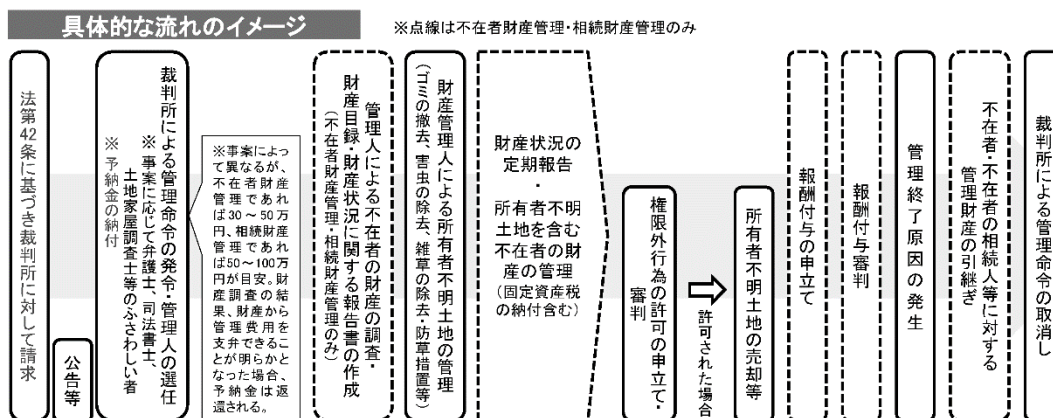 具体的な流れのイメージ
※点線は不在者財産管理・相続財産管理のみ
法第42条に基づき裁判所に対して請求
公告等
裁判所による管理命令の発令・管理人の選任
※事案に応じて弁護士、司法書士、
土地家屋調査士等のふさわしい者
※予納金の納付
※事案によっ
て異なるが、
不在者財産
管理であれ
ば30～50万
円、相続財産
管理であれ
ば50～100万
円が目安。財
産調査の結
果、財産から
管理費用を
支弁できるこ
とが明らかと
なった場合、
予納金は返
還される。
管理人による不在者の財産の調査・
財産目録・財産状況に関する報告書の作成
（不在者財産管理・相続財産管理のみ）
財産管理人による所有者不明土地の管理
（ゴミの撤去、害虫の除去、雑草の除去・防草措置等）
財産状況の
定期報告
・
所有者不明
土地を含む
不在者の財
産の管理
（固定資産税
の納付含む）
権限外行為の許可の申立て・
審判
許可された場合
所有者不明土地の売却等
報酬付与の申立て
報酬付与審判
管理終了原因の発生
不在者・不在者の相続人等に対する
管理財産の引継ぎ
裁判所による管理命令の取消し